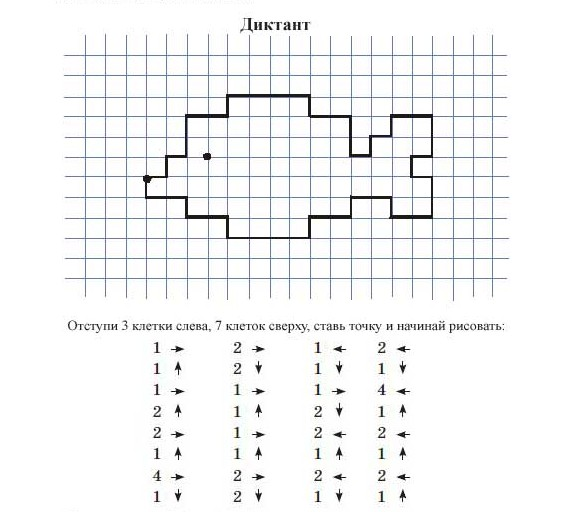 Диктант
Отступи 3 клетки слева, 7 клеток сверху, ставь точку и начинай рисовать:
1 → 2 → 1 ← 2 ←
1 ↑ 2 ↓ 1 ↓ 1 ↓
1 → 1 → 1 → 4 ←
2 ↑ 1 ↑ 2 ↓ 1 ↑
2 → 1 → 2 ← 2 ←
1 ↑ 1 ↑ 1 ↑ 1 ↑
4 → 2 → 2 ← 2 ←
1 ↓ 2 ↓ 1 ↓ 1 ↑